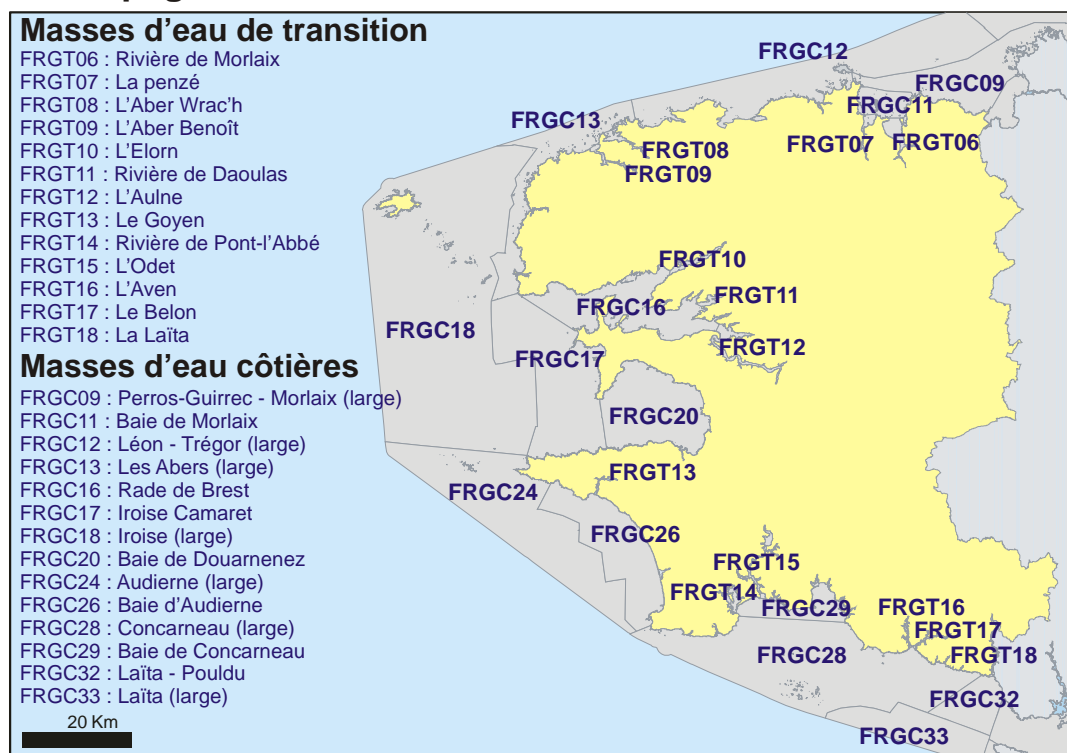 Masses d'eau de transition
FRGT06 : Rivière de Morlaix
FRGT07 : La penzé
FRGT08 : L'Aber Wrac'h
FRGT09 : L'Aber Benoît
FRGT10 : L'Elorn
FRGT11 : Rivière de Daoulas
FRGT12 : L'Aulne
FRGT13 : Le Goyen
FRGT14 : Rivière de Pont-l'Abbé
FRGT15 : L'Odet
FRGT16 : L'Aven
FRGT17 : Le Belon
FRGT18 : La Laïta
Masses d'eau côtières
FRGC09 : Perros-Guirrec - Morlaix (large)
FRGC11 : Baie de Morlaix
FRGC12 : Léon - Trégor (large)
FRGC13 : Les Abers (large)
FRGC16 : Rade de Brest
FRGC17 : Iroise Camaret
FRGC18 : Iroise (large)
FRGC20 : Baie de Douarnenez
FRGC24 : Audierne (large)
FRGC26 : Baie d'Audierne
FRGC28 : Concarneau (large)
FRGC29 : Baie de Concarneau
FRGC32 : Laïta - Pouldu
FRGC33 : Laïta (large)
20 Km
FRGC12
FRGC09
FRGC11
FRGC13
FRGT07
FRGT06
FRGT08
FRGT09
FRGT10
FRGT11
FRGC16
FRGC18
FRGC17
FRGT12
FRGC20
FRGT13
FRGC24
FRGC26
FRGT15
FRGT14
FRGC29
FRGT16
FRGT17
FRGC28
FRGT18
FRGC32
FRGC33